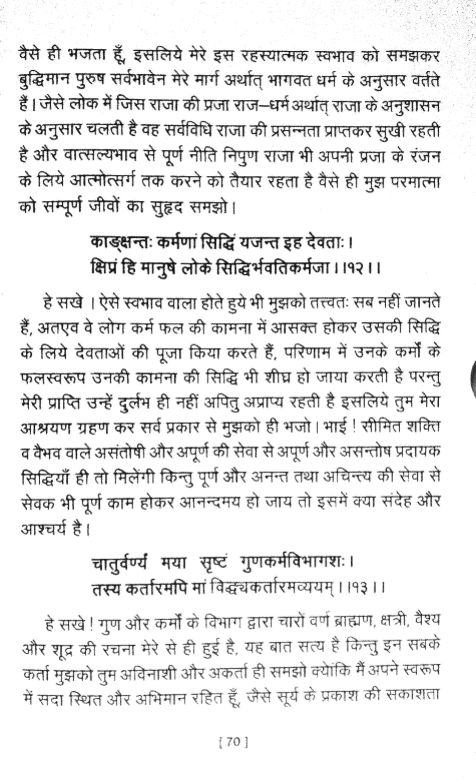 वैसे ही भजता हूँ, इसलिये मेरे इस रहस्यात्मक स्वभाव को समझकर
बुद्धिमान पुरुष सर्वभावेन मेरे मार्ग अर्थात् भागवत धर्म के अनुसार वर्तते
हैं। जैसे लोक में जिस राजा की प्रजा राज–धर्म अर्थात् राजा के अनुशासन
के अनुसार चलती है वह सर्वविधि राजा की प्रसन्नता प्राप्तकर सुखी रहती
है और वात्सल्यभाव से पूर्ण नीति निपुण राजा भी अपनी प्रजा के रंजन
के लिये आत्मोत्सर्ग तक करने को तैयार रहता है वैसे ही मुझ परमात्मा
को सम्पूर्ण जीवों का सुहृद समझो।
काङ्क्षन्तः कर्मणां सिद्धिं यजन्त इह देवताः।
क्षिप्रं हि मानुषे लोके सिद्धिर्भवतिकर्मजा।।१२।।
हे सखे । ऐसे स्वभाव वाला होते हुये भी मुझको तत्त्वतः सब नहीं जानते
हैं, अतएव वे लोग कर्म फल की कामना में आसक्त होकर उसकी सिद्धि
के लिये देवताओं की पूजा किया करते हैं, परिणाम में उनके कर्मों के
फलस्वरूप उनकी कामना की सिद्धि भी शीघ्र हो जाया करती है परन्तु
मेरी प्राप्ति उन्हें दुर्लभ ही नहीं अपितु अप्राप्य रहती है इसलिये तुम मेरा
आश्रयण ग्रहण कर सर्व प्रकार से मुझको ही भजो। भाई ! सीमित शक्ति
व वैभव वाले असंतोषी और अपूर्ण की सेवा से अपूर्ण और असन्तोष प्रदायक
सिद्धियाँ ही तो मिलेंगी किन्तु पूर्ण और अनन्त तथा अचिन्त्य की सेवा से
सेवक भी पूर्ण काम होकर आनन्दमय हो जाय तो इसमें क्या संदेह और
आश्चर्य है।
चातुर्वर्ण्यं मया सृष्टं गुणकर्मविभागशः।
तस्य कर्तारमपि मां विद्ध्यकर्तारमव्ययम्।।१३।।
हे सखे ! गुण और कर्मों के विभाग द्वारा चारों वर्ण ब्राह्मण, क्षत्री, वैश्य
और शूद्र की रचना मेरे से ही हुई है, यह बात सत्य है किन्तु इन सबके
कर्ता मुझको तुम अविनाशी और अकर्ता ही समझो क्योंकि मैं अपने स्वरूप
में सदा स्थित और अभिमान रहित हूँ, जैसे सूर्य के प्रकाश की सकाशता
[ 70 ]